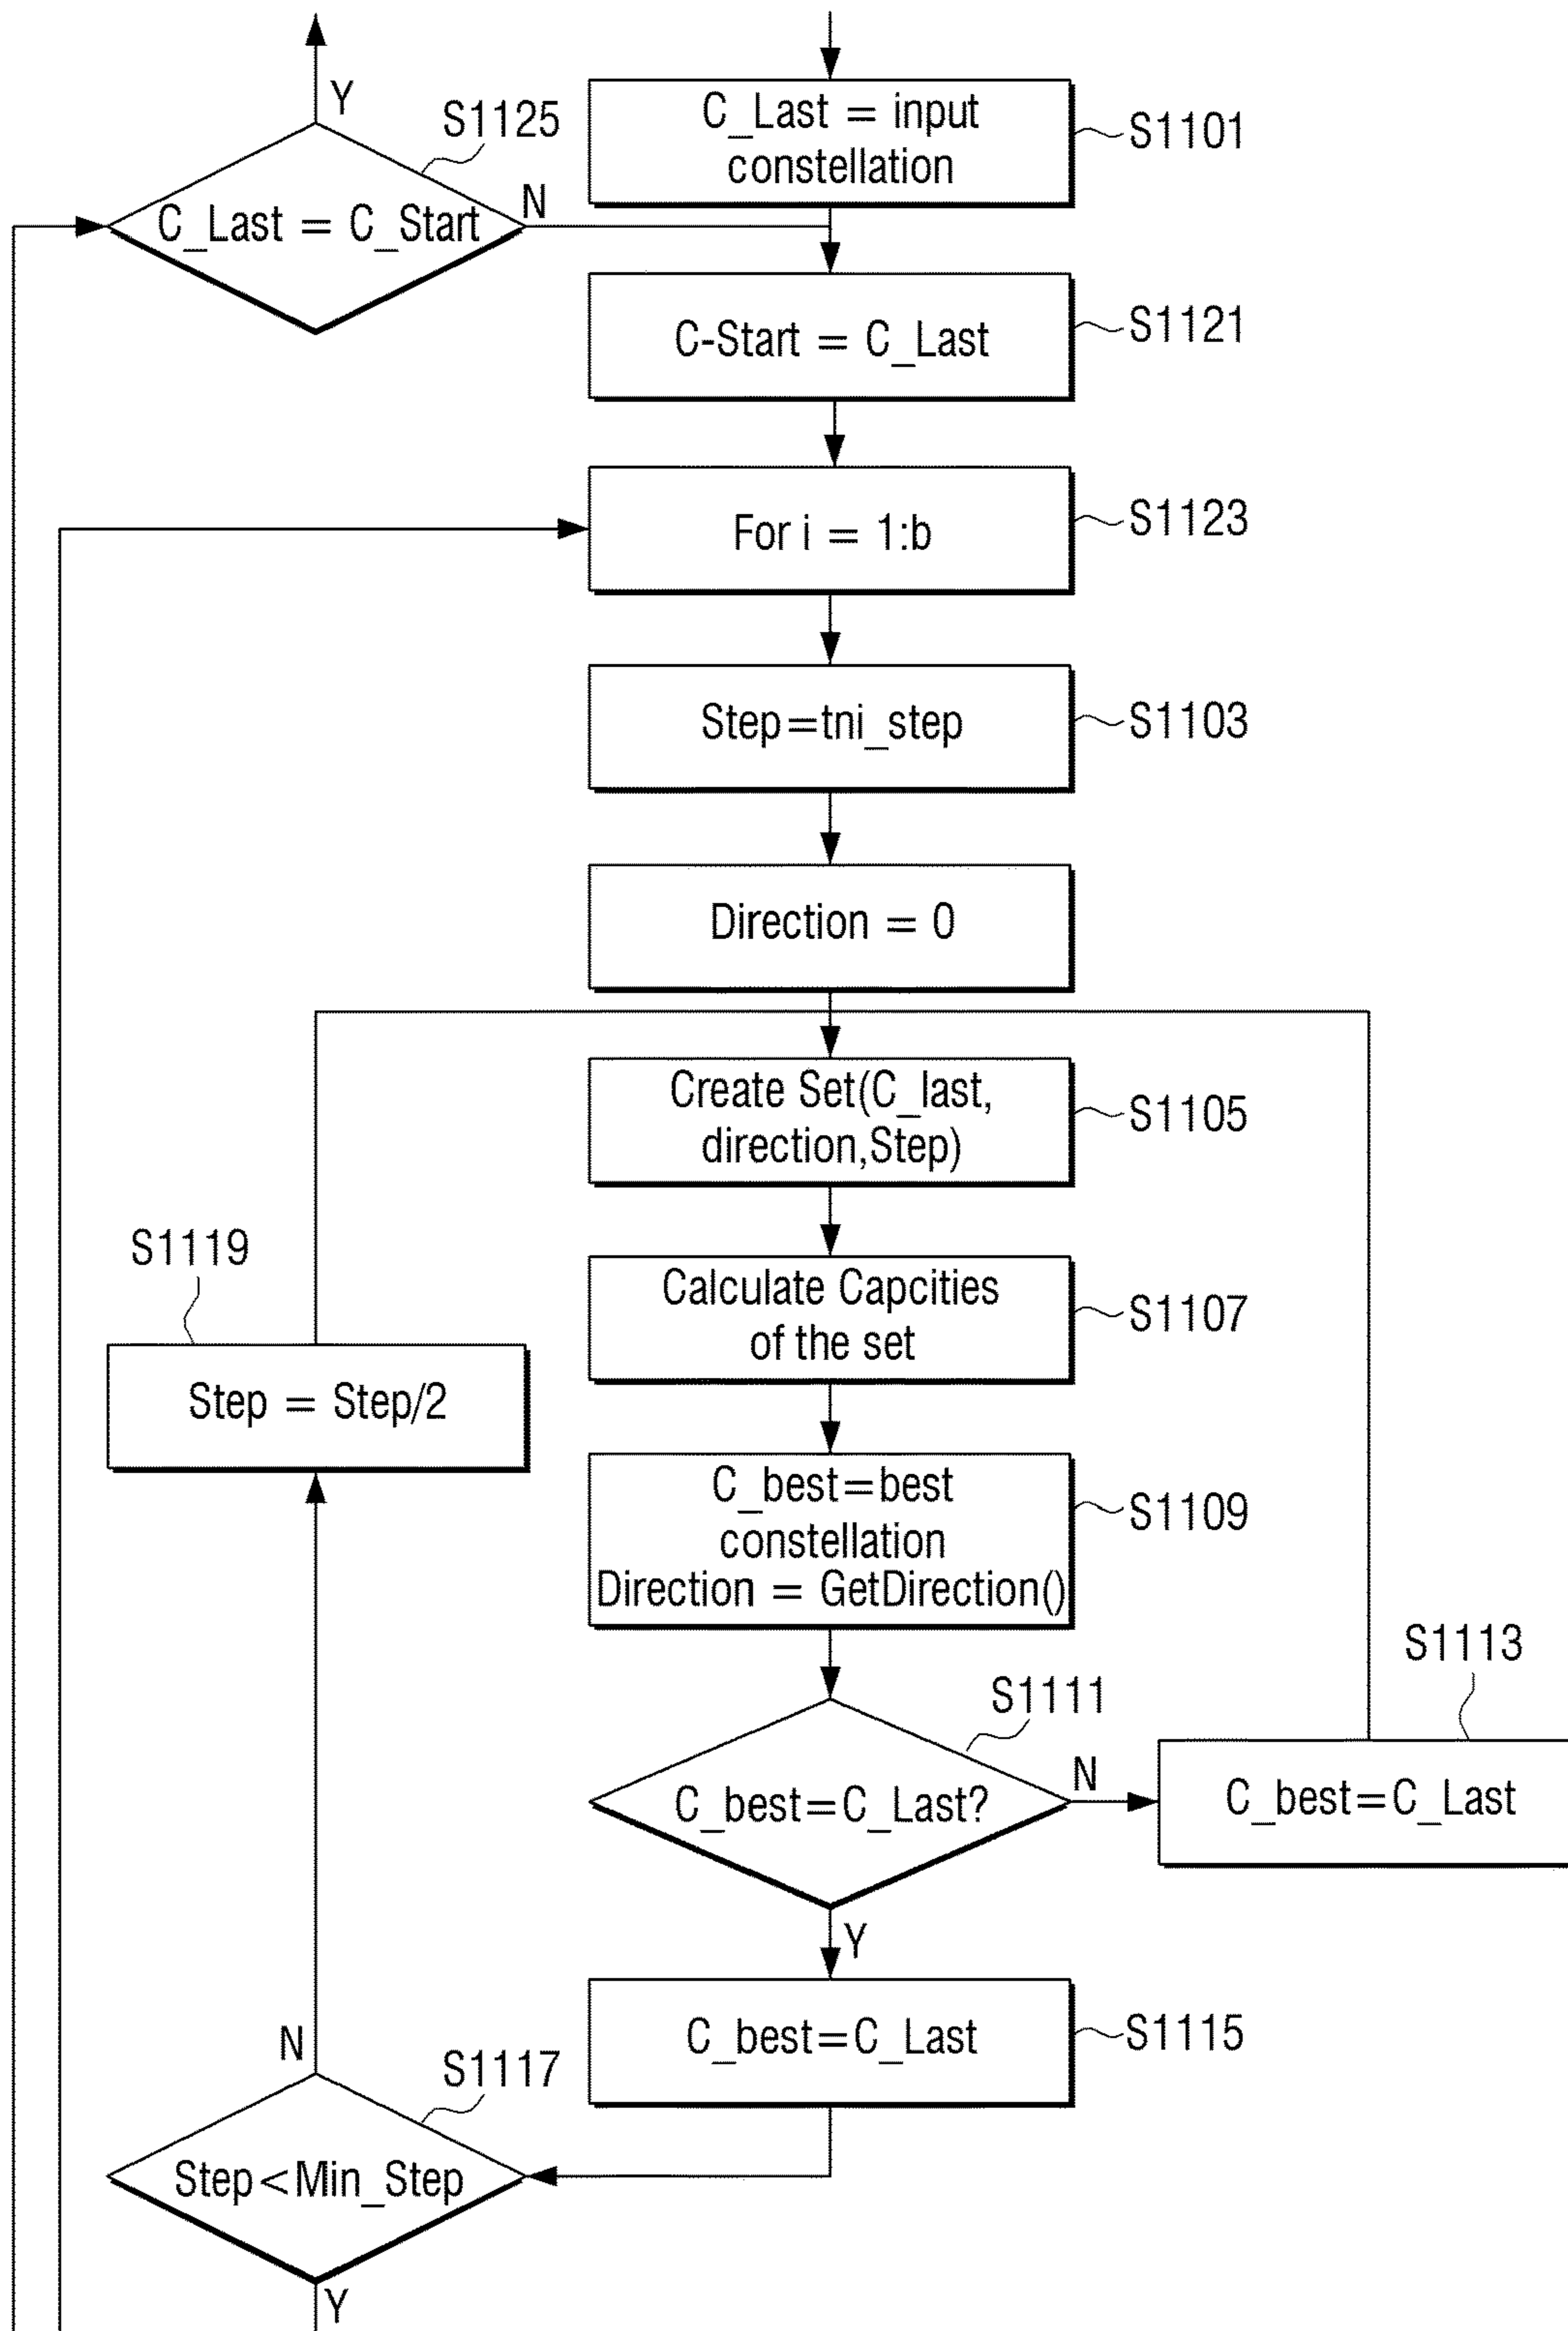 Y
S1125
C_Last = C_Start
N
C_Last = input
constellation
S1101
C-Start = C_Last
S1121
For i = 1:b
S1123
Step=tni_step
S1103
Direction = 0
Create Set(C_last,
direction,Step)
S1105
Calculate Capcities
of the set
S1107
S1119
Step = Step/2
C_best=best
constellation
Direction = GetDirection()
S1109
S1111
C_best=C_Last?
N
S1113
C_best=C_Last
Y
C_best=C_Last
S1115
N
S1117
Step<Min_Step
Y